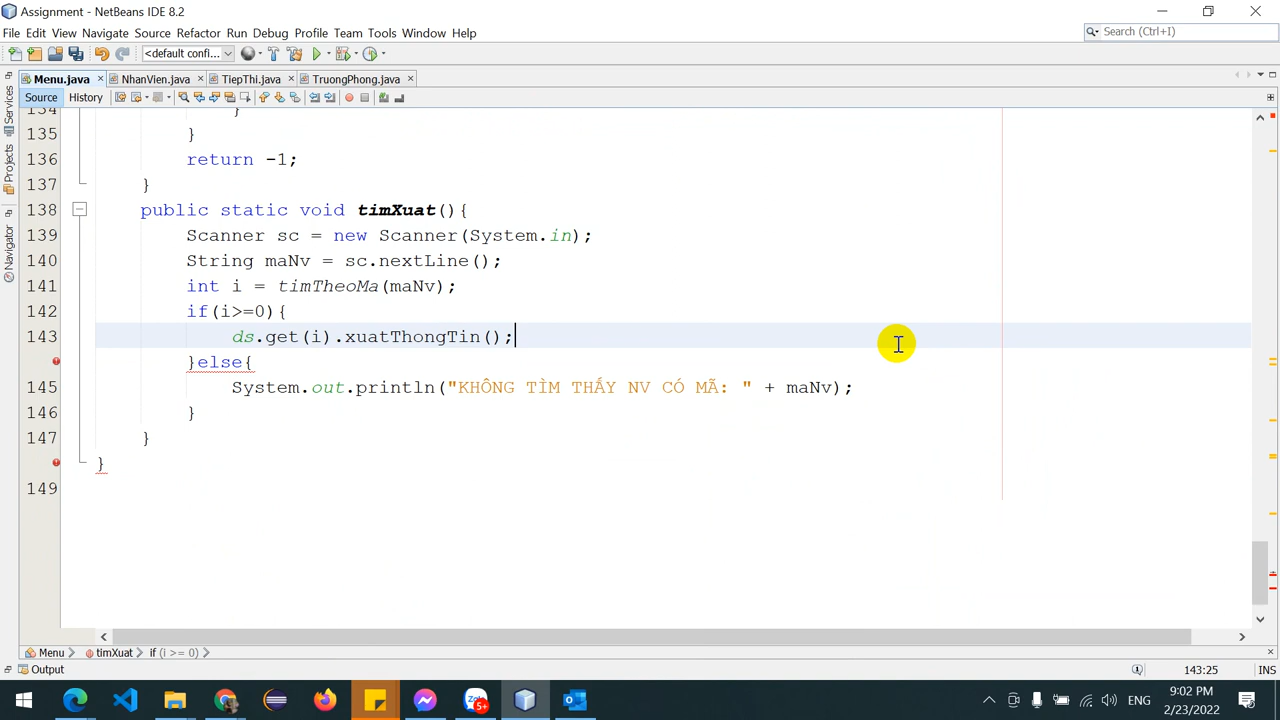 Assignment - NetBeans IDE 8.2
File Edit View Navigate Source Refactor Run Debug Profile Team Tools Window Help
Search (Ctrl+I)
<default confi...
Menu.java NhanVien.java TiepThi.java TruongPhong.java
Source History
Services
Projects
Navigator
134 }
135 }
136 return -1;
137 }
138 public static void timXuat(){
139 Scanner sc = new Scanner(System.in);
140 String maNv = sc.nextLine();
141 int i = timTheoMa(maNv);
142 if(i>=0){
143 ds.get(i).xuatThongTin();
}else{
145 System.out.println("KHÔNG TÌM THẤY NV CÓ MÃ: " + maNv);
146 }
147 }
}
149
Menu timXuat if (i >= 0)
Output
143:25 INS
Zalo 5+
ENG
9:02 PM
2/23/2022